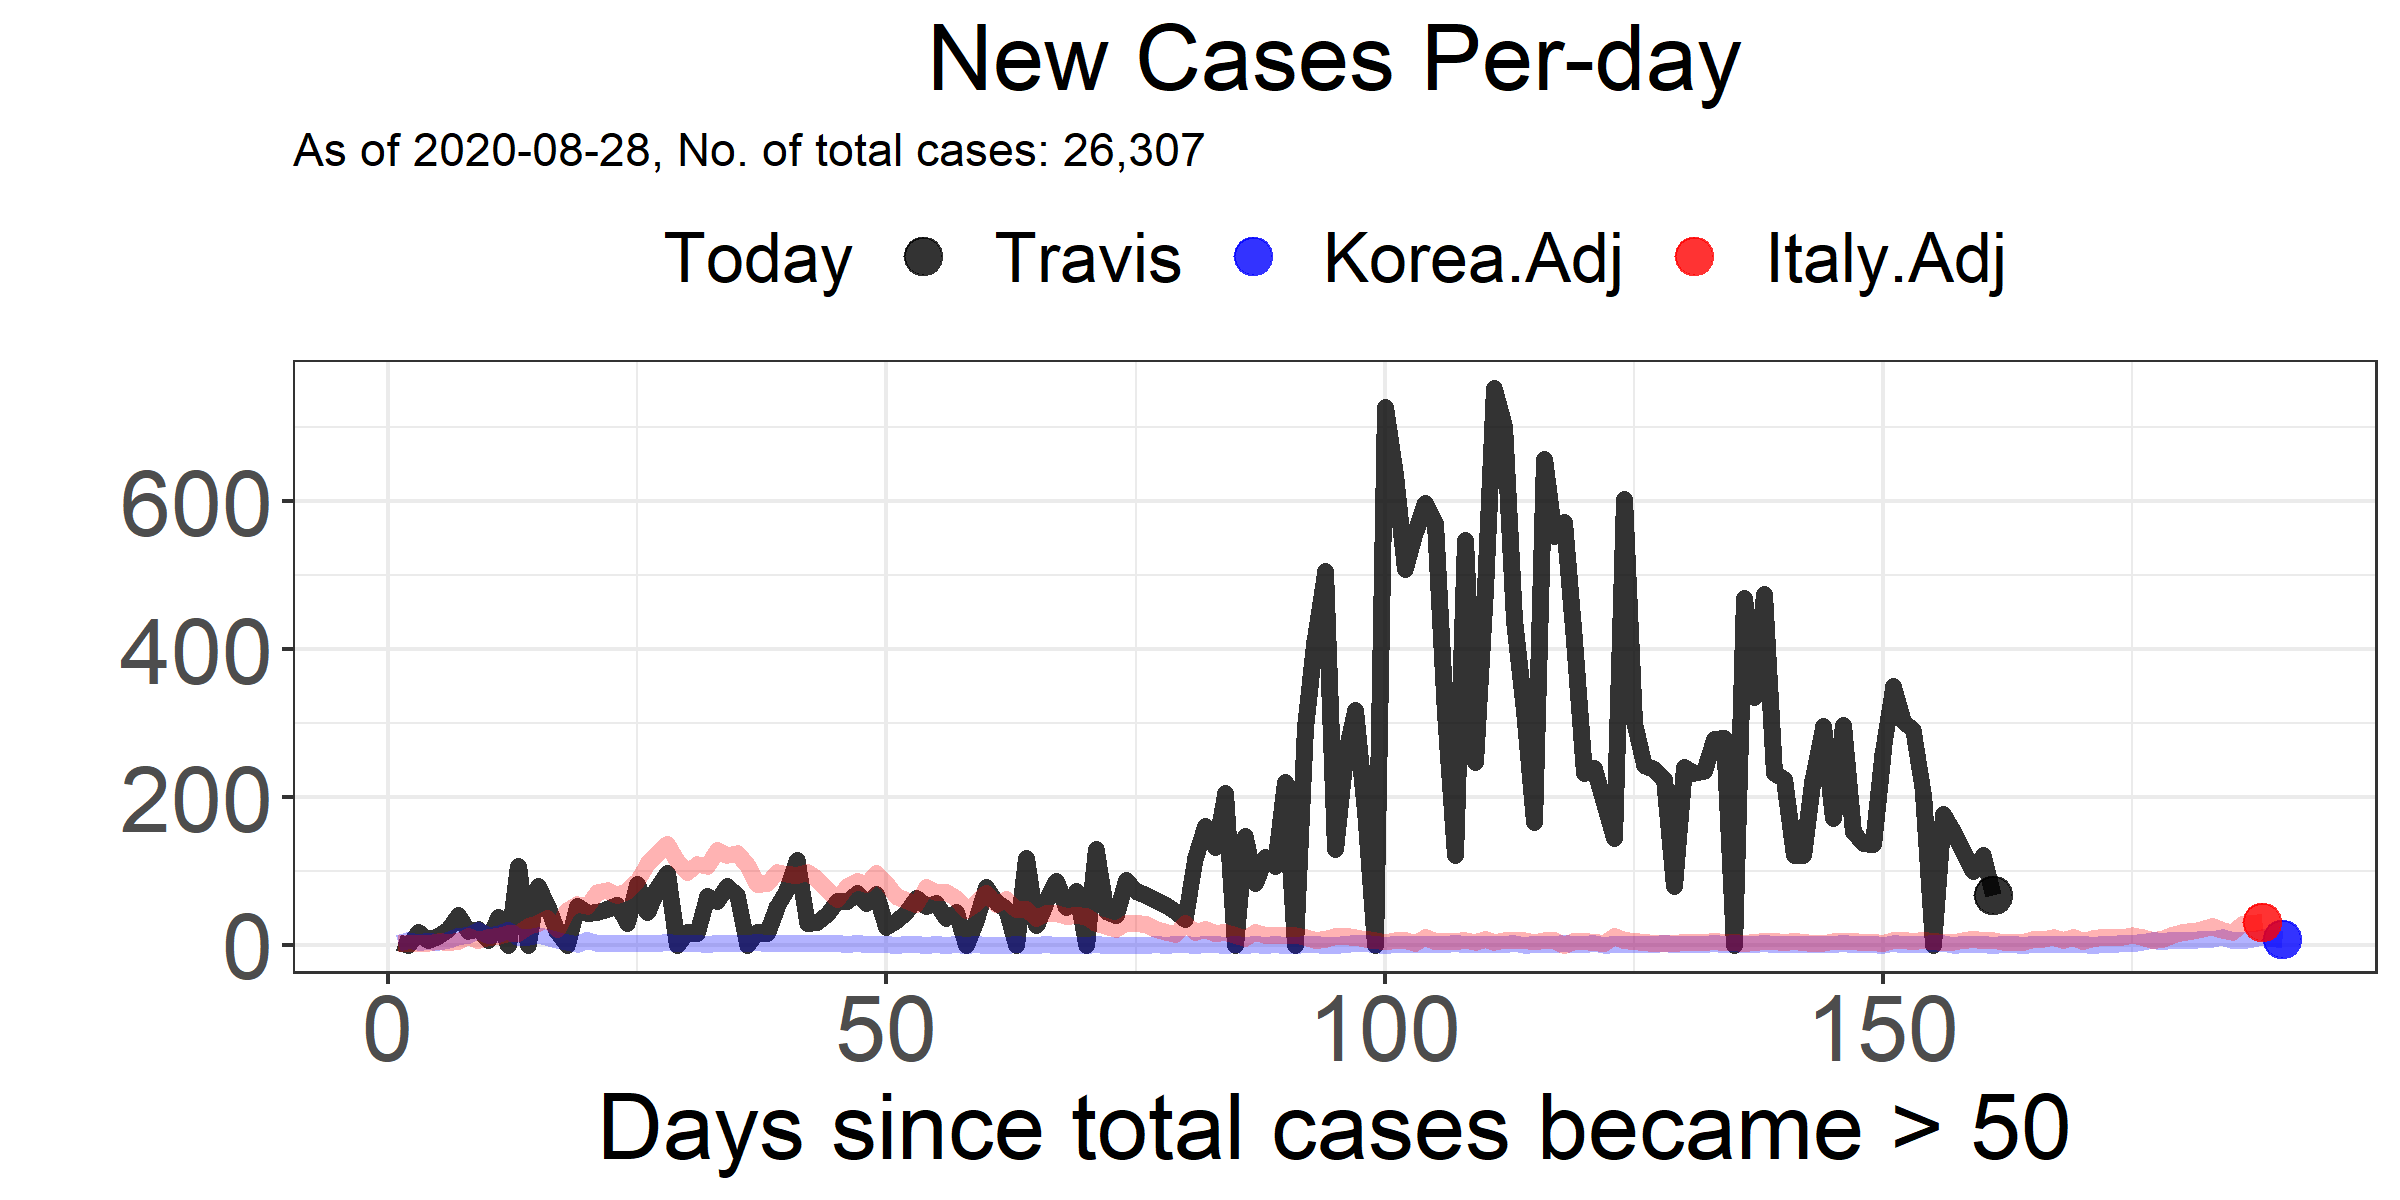 New Cases Per-day
As of 2020-08-28, No. of total cases: 26,307
Today Travis Korea.Adj Italy.Adj
600
400
200
0
0 50 100 150
Days since total cases became > 50